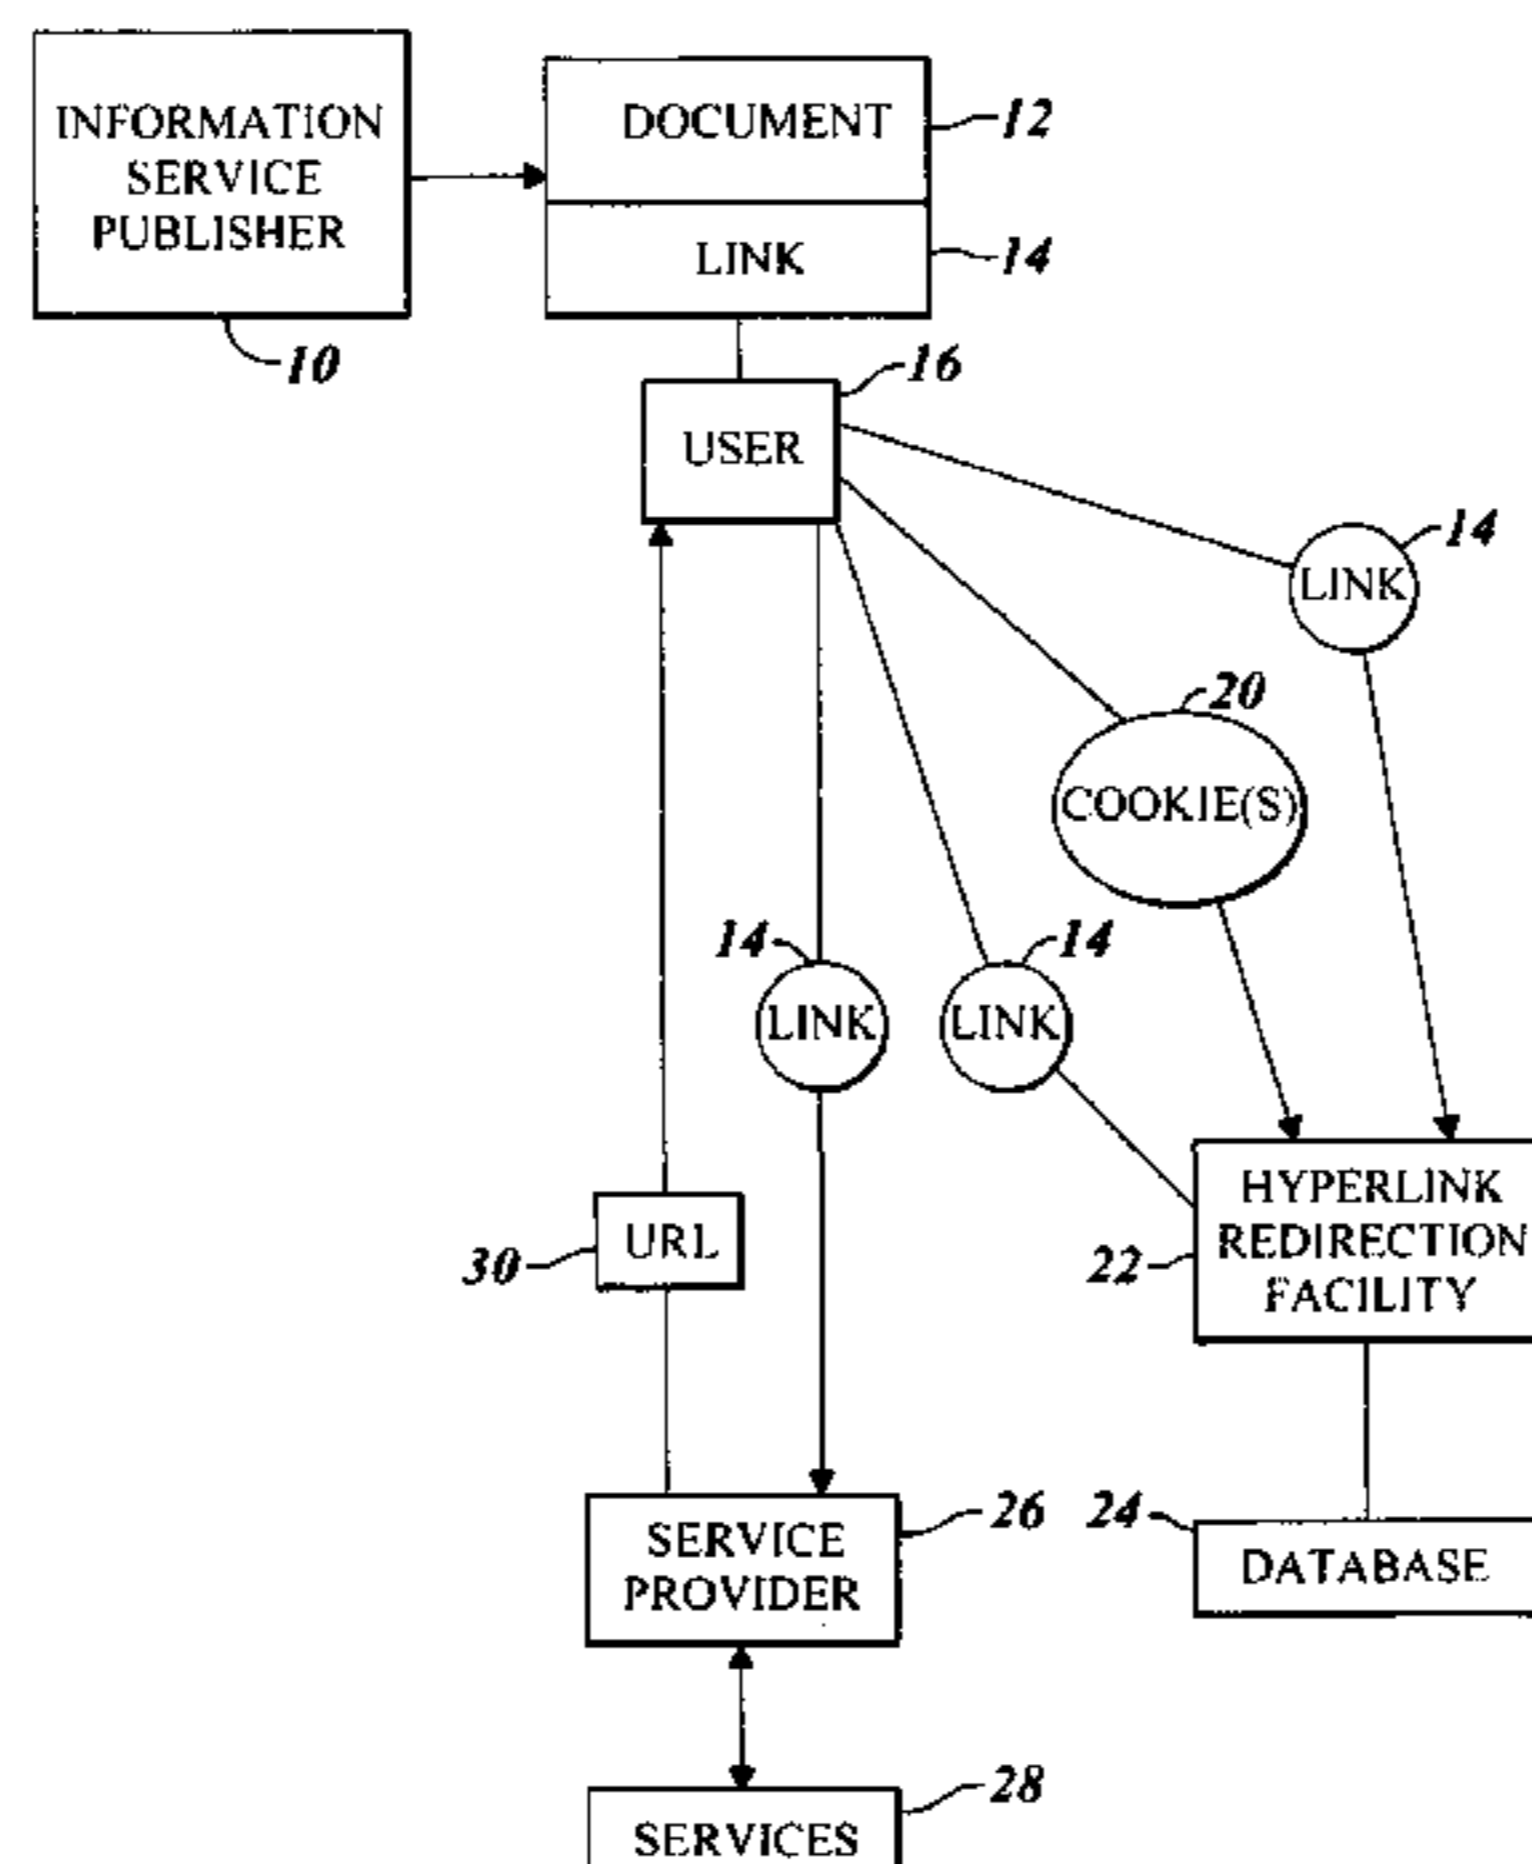 INFORMATION
SERVICE
PUBLISHER
10
DOCUMENT
12
LINK
14
16
USER
14
LINK
20
COOKIE(S)
14
LINK
14
LINK
30
URL
22
HYPERLINK
REDIRECTION
FACILITY
26
SERVICE
PROVIDER
24
DATABASE
28
SERVICES